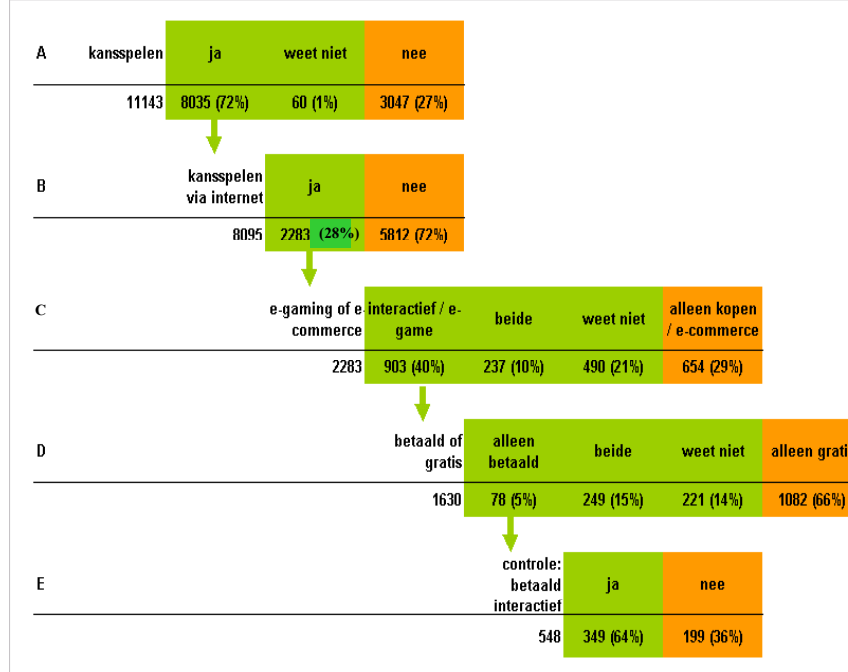 A kansspelen ja weet niet nee
11143 8035 (72%) 60 (1%) 3047 (27%)
B kansspelen via internet ja nee
8095 2283 (28%) 5812 (72%)
C e-gaming of e-commerce interactief / e-game beide weet niet alleen kopen / e-commerce
2283 903 (40%) 237 (10%) 490 (21%) 654 (29%)
D betaald of gratis alleen betaald beide weet niet alleen grati
1630 78 (5%) 249 (15%) 221 (14%) 1082 (66%)
E controle: betaald interactief ja nee
548 349 (64%) 199 (36%)